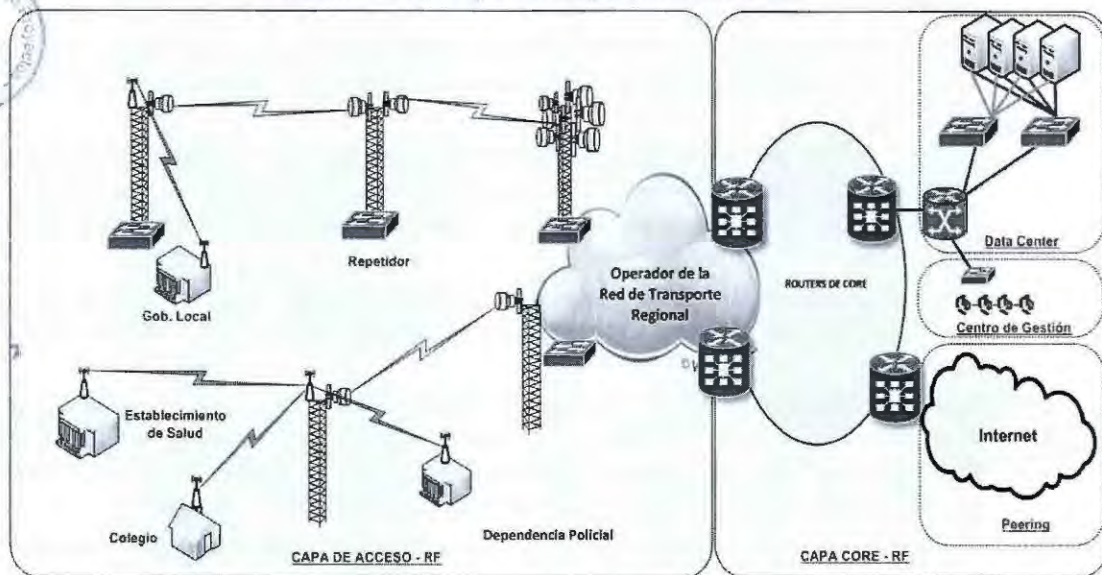 Repetidor
Gob. Local
Establecimiento
de Salud
Colegio
Dependencia Policial
CAPA DE ACCESO - RF
Operador de la
Red de Transporte
Regional
ROUTERS DE CORE
Data Center
Centro de Gestión
Internet
Peering
CAPA CORE - RF